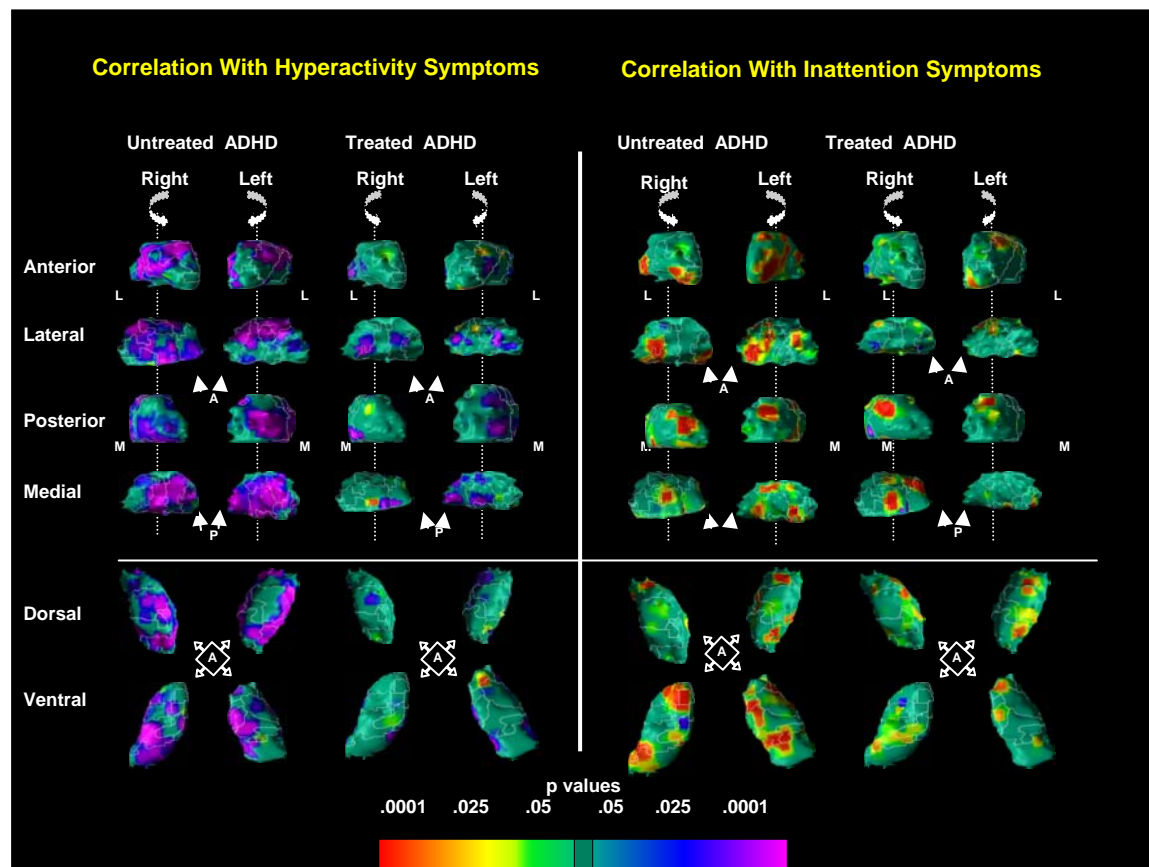 Correlation With Hyperactivity Symptoms
Correlation With Inattention Symptoms
Untreated ADHD
Treated ADHD
Untreated ADHD
Treated ADHD
Right
Left
Right
Left
Right
Left
Right
Left
Anterior
L
L
L
L
L
L
L
L
Lateral
A
A
A
A
Posterior
M
M
M
M
M
M
M
M
Medial
P
P
P
Dorsal
A
A
A
A
Ventral
p values
.0001 .025 .05 .05 .025 .0001